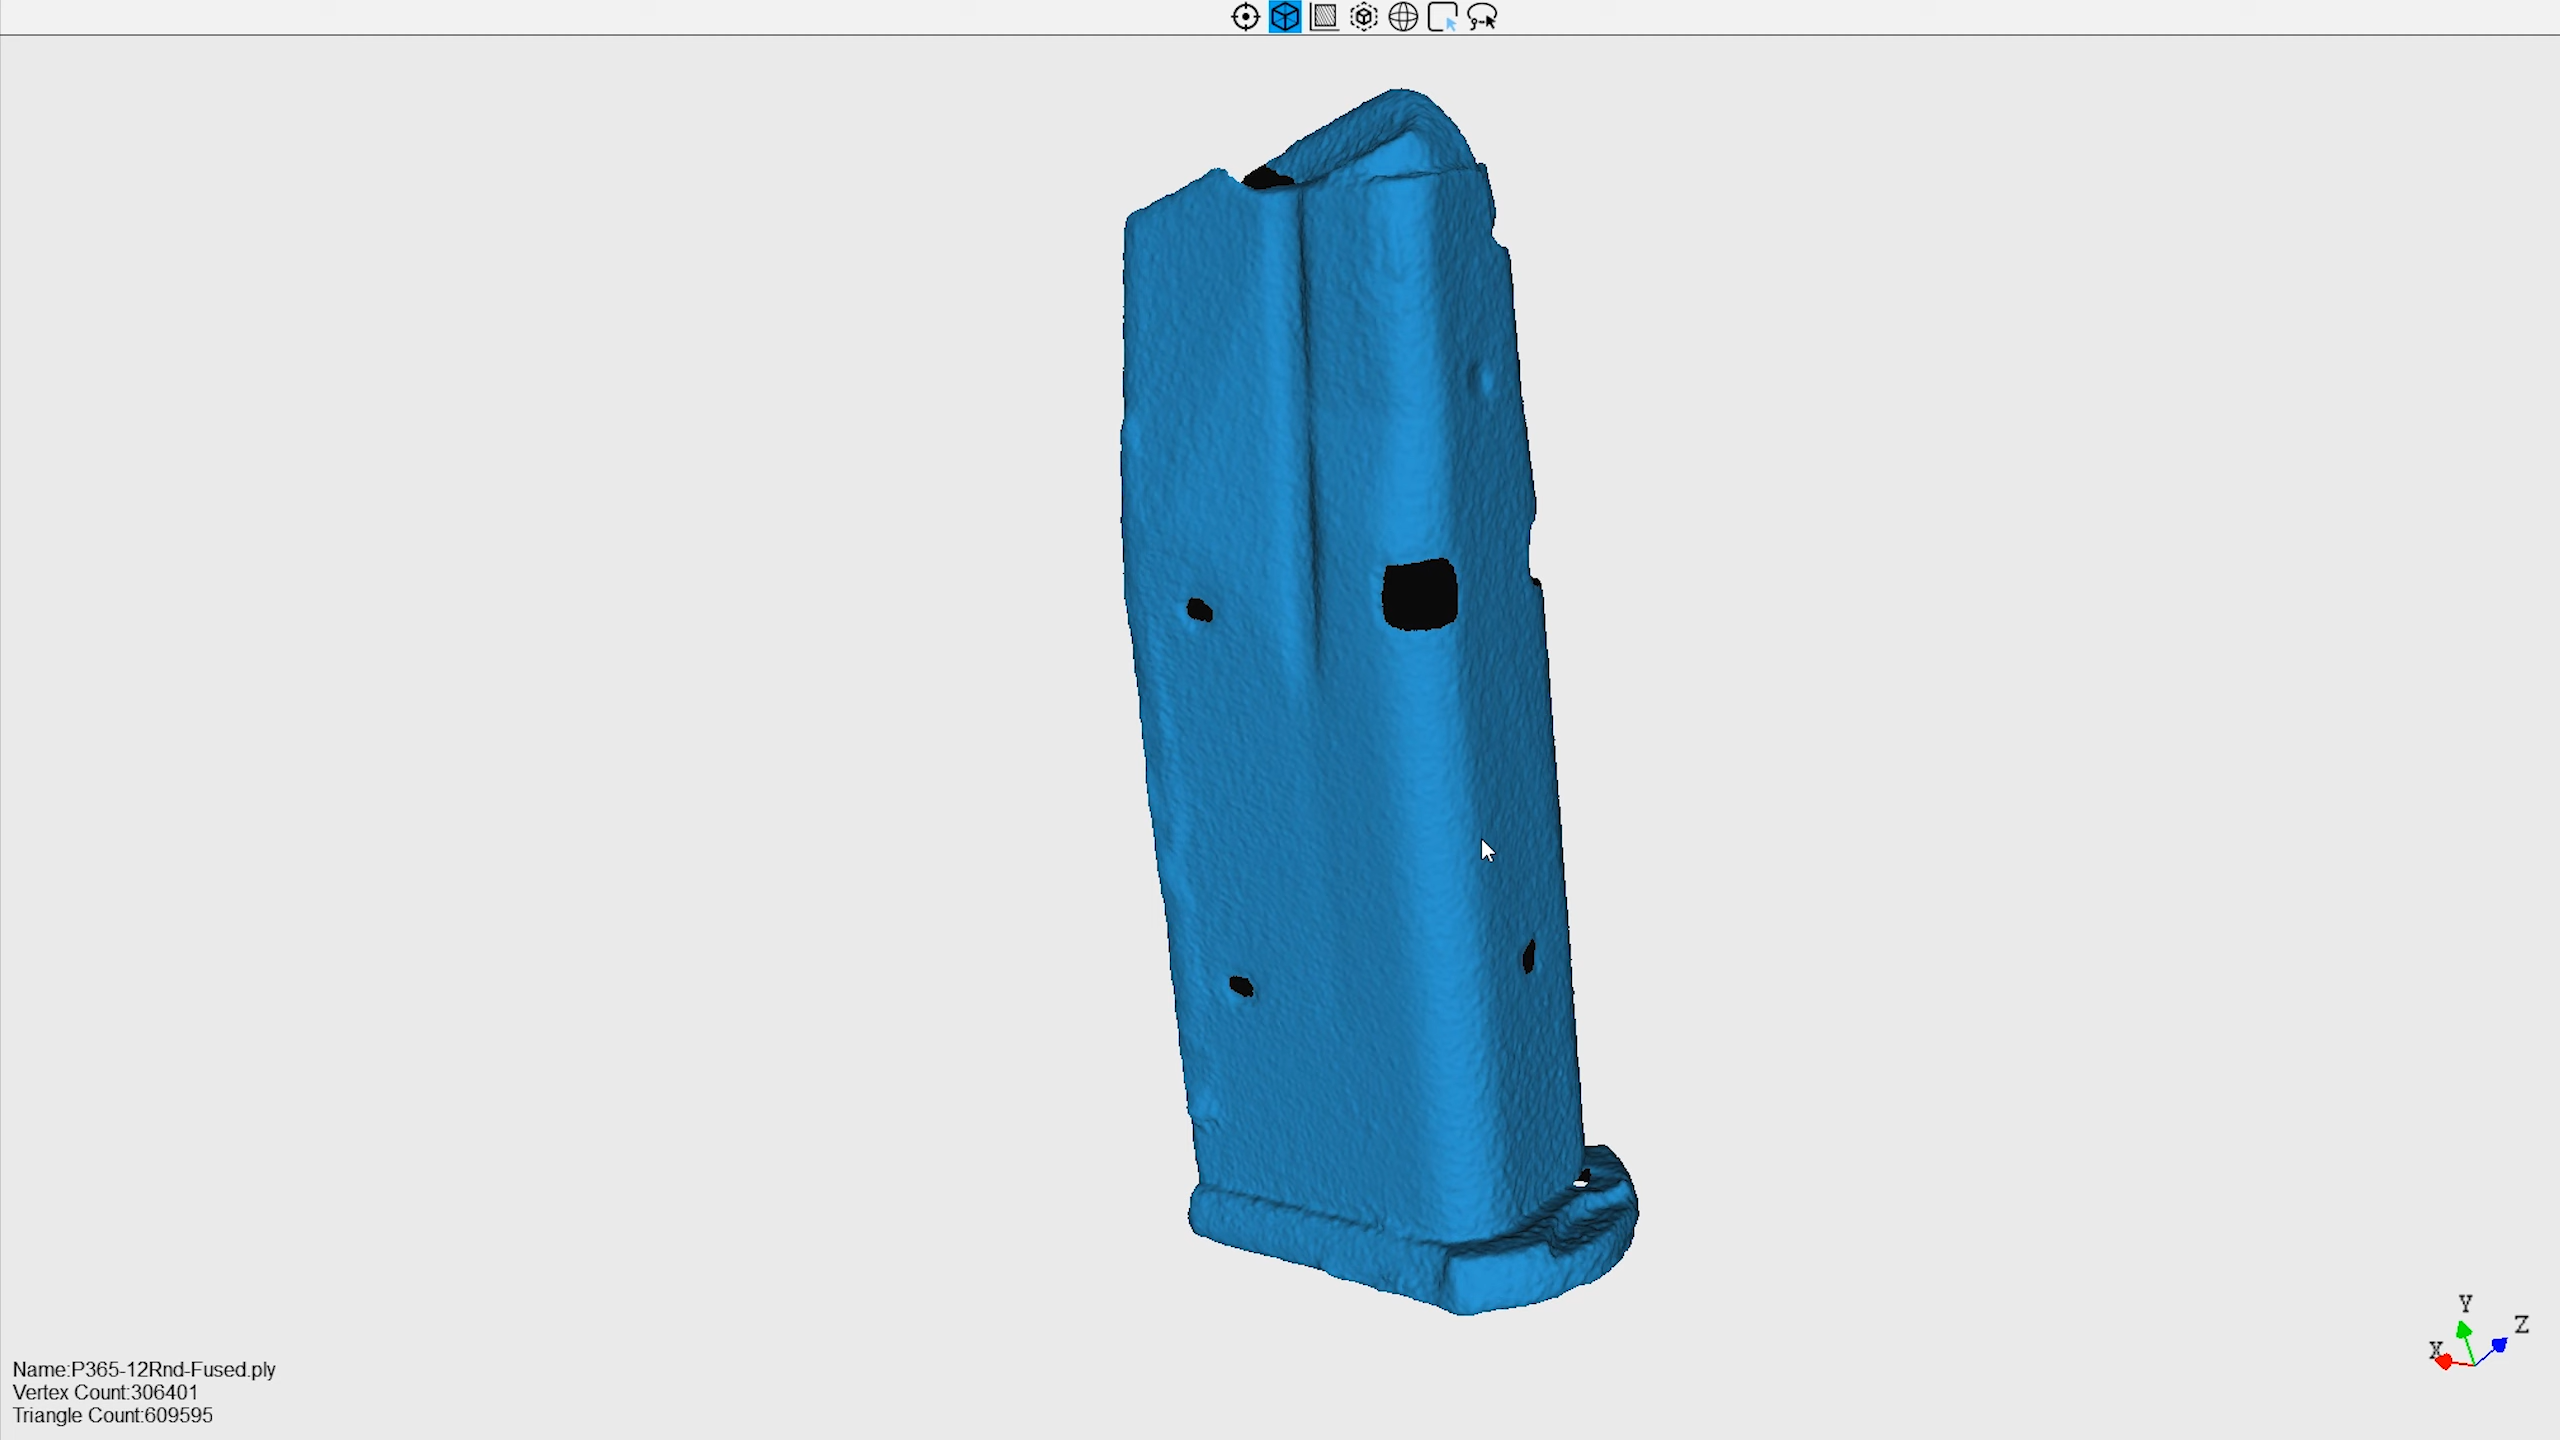 Y
Z
X
Name:P365-12Rnd-Fused.ply
Vertex Count:306401
Triangle Count:609595